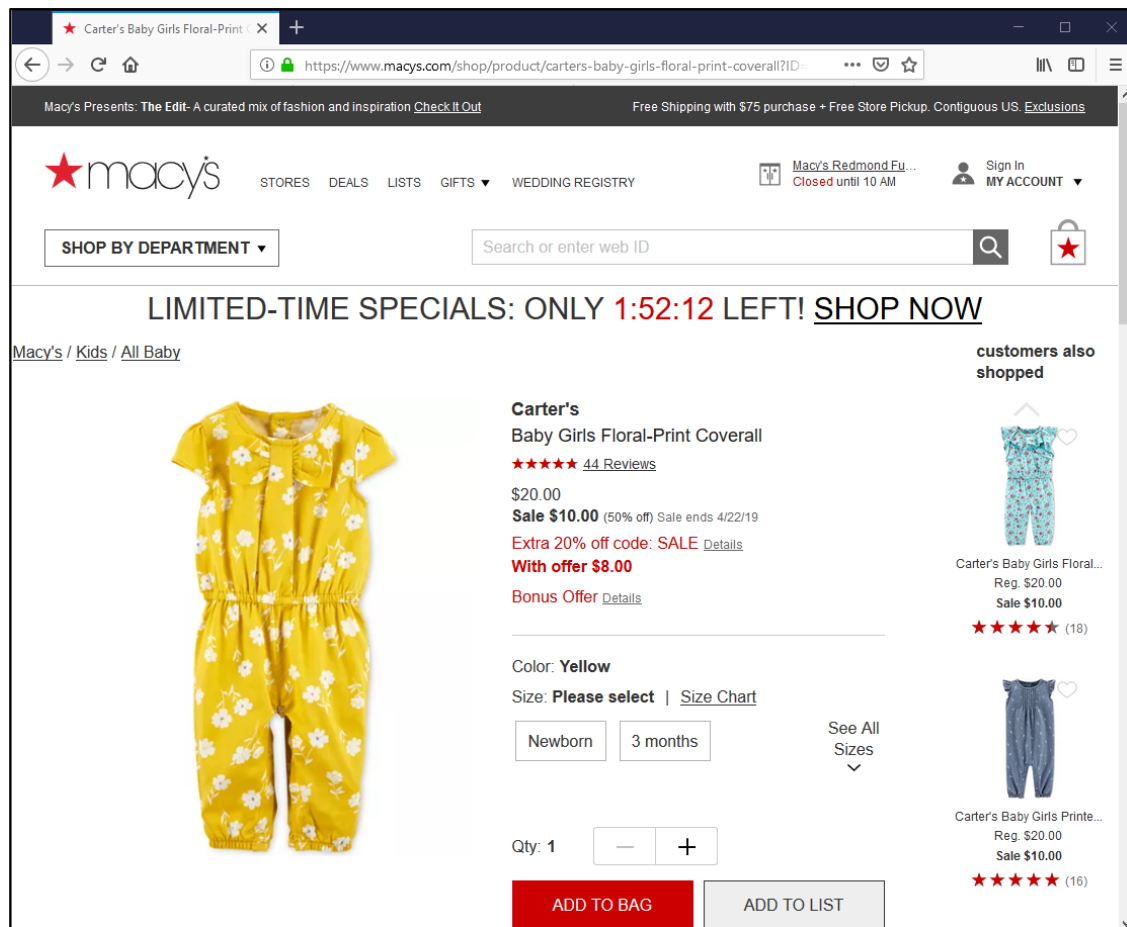 Carter's Baby Girls Floral-Print
https://www.macys.com/shop/product/carters-baby-girls-floral-print-coverall?ID=
Macy's Presents: The Edit- A curated mix of fashion and inspiration Check It Out
Free Shipping with $75 purchase + Free Store Pickup. Contiguous US. Exclusions
macy's
STORES DEALS LISTS GIFTS ▼ WEDDING REGISTRY
Macy's Redmond Fu...
Closed until 10 AM
Sign In
MY ACCOUNT ▼
SHOP BY DEPARTMENT ▼
Search or enter web ID
LIMITED-TIME SPECIALS: ONLY 1:52:12 LEFT! SHOP NOW
Macy's / Kids / All Baby
Carter's
Baby Girls Floral-Print Coverall
★★★★★ 44 Reviews
$20.00
Sale $10.00 (50% off) Sale ends 4/22/19
Extra 20% off code: SALE Details
With offer $8.00
Bonus Offer Details
Color: Yellow
Size: Please select | Size Chart
Newborn 3 months
See All
Sizes
Qty: 1 — +
ADD TO BAG ADD TO LIST
customers also
shopped
Carter's Baby Girls Floral...
Reg. $20.00
Sale $10.00
(18)
Carter's Baby Girls Printe...
Reg. $20.00
Sale $10.00
★★★★★ (16)